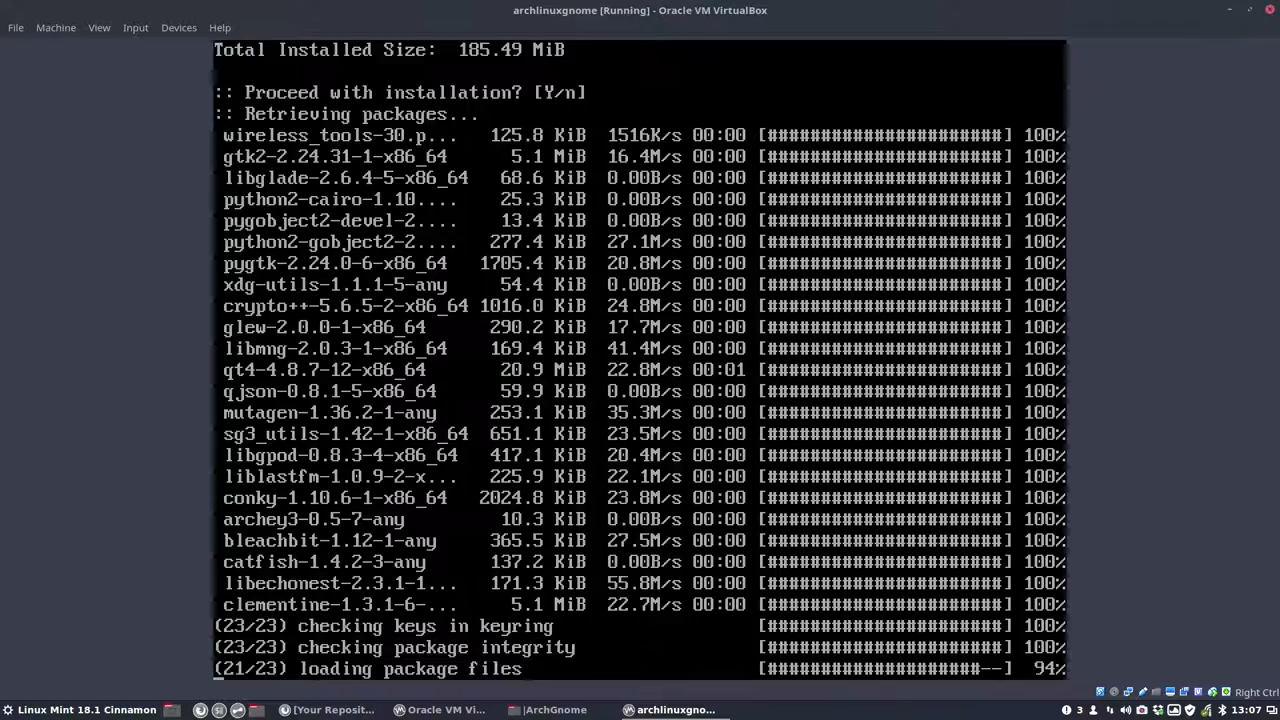 archlinuxgnome [Running] - Oracle VM VirtualBox
File Machine View Input Devices Help
Total Installed Size:  185.49 MiB
:: Proceed with installation? [Y/n]
:: Retrieving packages...
wireless_tools-30.p... 125.8 KiB 1516K/s 00:00 [######################] 100%
gtk2-2.24.31-1-x86_64 5.1 MiB 16.4M/s 00:00 [######################] 100%
libglade-2.6.4-5-x86_64 68.6 KiB 0.00B/s 00:00 [######################] 100%
python2-cairo-1.10.... 25.3 KiB 0.00B/s 00:00 [######################] 100%
pygobject2-devel-2.... 13.4 KiB 0.00B/s 00:00 [######################] 100%
python2-gobject2-2.... 277.4 KiB 27.1M/s 00:00 [######################] 100%
pygtk-2.24.0-6-x86_64 1705.4 KiB 20.8M/s 00:00 [######################] 100%
xdg-utils-1.1.1-5-any 54.4 KiB 0.00B/s 00:00 [######################] 100%
crypto++-5.6.5-2-x86_64 1016.0 KiB 24.8M/s 00:00 [######################] 100%
glew-2.0.0-1-x86_64 290.2 KiB 17.7M/s 00:00 [######################] 100%
libmng-2.0.3-1-x86_64 169.4 KiB 41.4M/s 00:00 [######################] 100%
qt4-4.8.7-12-x86_64 20.9 MiB 22.8M/s 00:01 [######################] 100%
qjson-0.8.1-5-x86_64 59.9 KiB 0.00B/s 00:00 [######################] 100%
mutagen-1.36.2-1-any 253.1 KiB 35.3M/s 00:00 [######################] 100%
sg3_utils-1.42-1-x86_64 651.1 KiB 23.5M/s 00:00 [######################] 100%
libgpod-0.8.3-4-x86_64 417.1 KiB 20.4M/s 00:00 [######################] 100%
liblastfm-1.0.9-2-x... 225.9 KiB 22.1M/s 00:00 [######################] 100%
conky-1.10.6-1-x86_64 2024.8 KiB 23.8M/s 00:00 [######################] 100%
archey3-0.5-7-any 10.3 KiB 0.00B/s 00:00 [######################] 100%
bleachbit-1.12-1-any 365.5 KiB 27.5M/s 00:00 [######################] 100%
catfish-1.4.2-3-any 137.2 KiB 0.00B/s 00:00 [######################] 100%
libechonest-2.3.1-1... 171.3 KiB 55.8M/s 00:00 [######################] 100%
clementine-1.3.1-6-... 5.1 MiB 22.7M/s 00:00 [######################] 100%
(23/23) checking keys in keyring [######################] 100%
(23/23) checking package integrity [######################] 100%
(21/23) loading package files [####################--] 94%
Right Ctrl
Linux Mint 18.1 Cinnamon [Your Reposit... Oracle VM Vi... |ArchGnome archlinuxgno... 3 13:07